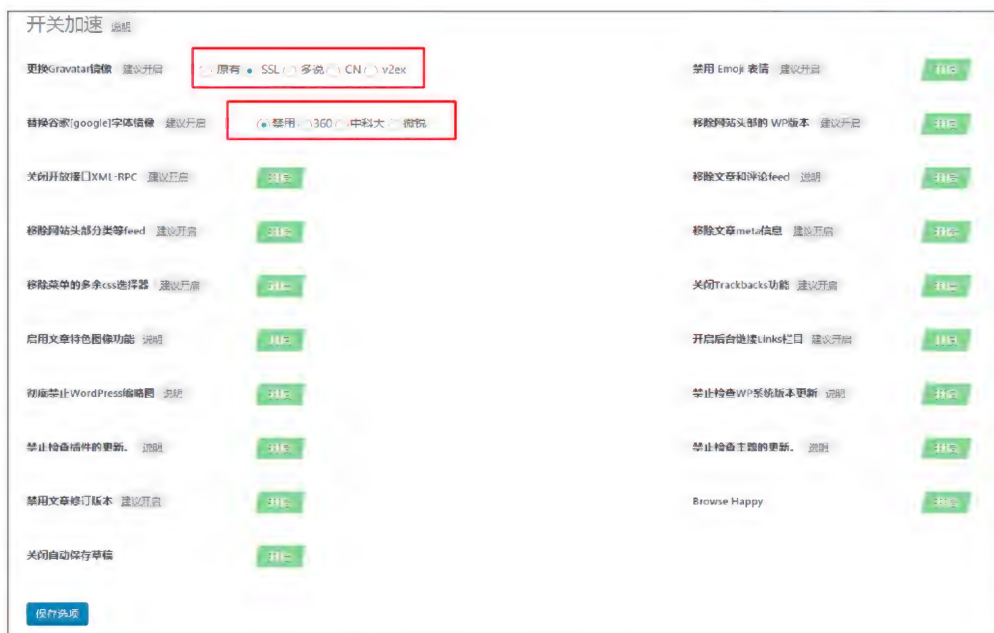 开关加速 说明
更换Gravatar镜像 建议开启 原有 SSL 多说 CN v2ex 禁用 Emoji 表情 建议开启 开启
替换谷歌[google]字体镜像 建议开启 禁用 360 中科大 微锐 移除网站头部的 WP版本 建议开启 开启
关闭开放接口XML-RPC 建议开启 开启 移除文章和评论feed 说明 开启
移除网站头部分类等feed 建议开启 开启 移除文章meta信息 建议开启 开启
移除菜单的多余css选择器 建议开启 开启 关闭Trackbacks功能 建议开启 开启
启用文章特色图像功能 说明 开启 开启后台链接Links栏目 建议开启 开启
彻底禁止WordPress缩略图 说明 开启 禁止检查WP系统版本更新 说明 开启
禁止检查插件的更新。 说明 开启 禁止检查主题的更新。 说明 开启
禁用文章修订版本 建议开启 开启 Browse Happy 开启
关闭自动保存草稿 开启
保存选项